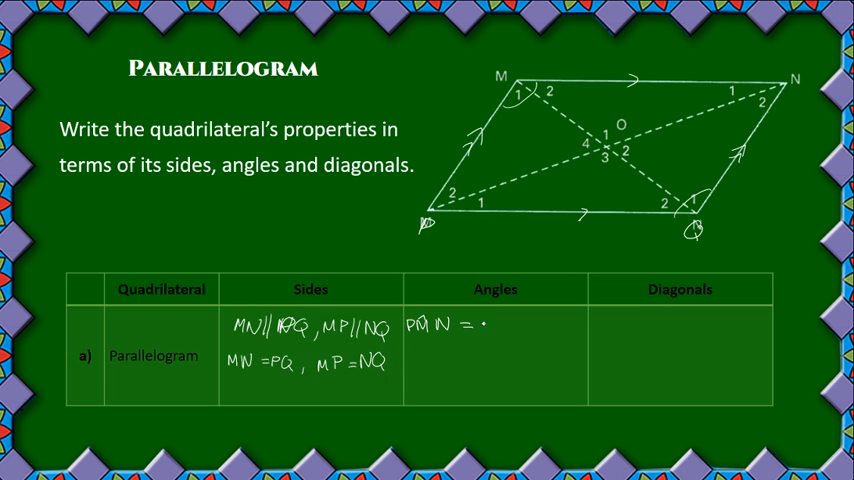 PARALLELOGRAM
Write the quadrilateral's properties in
terms of its sides, angles and diagonals.
M
N
1
2
1
2
O
1
4
2
3
2
1
2
1
P
Q
Quadrilateral Sides Angles Diagonals
a) Parallelogram
MN//PQ, MP//NQ
MN=PQ, MP=NQ
PM̂N =